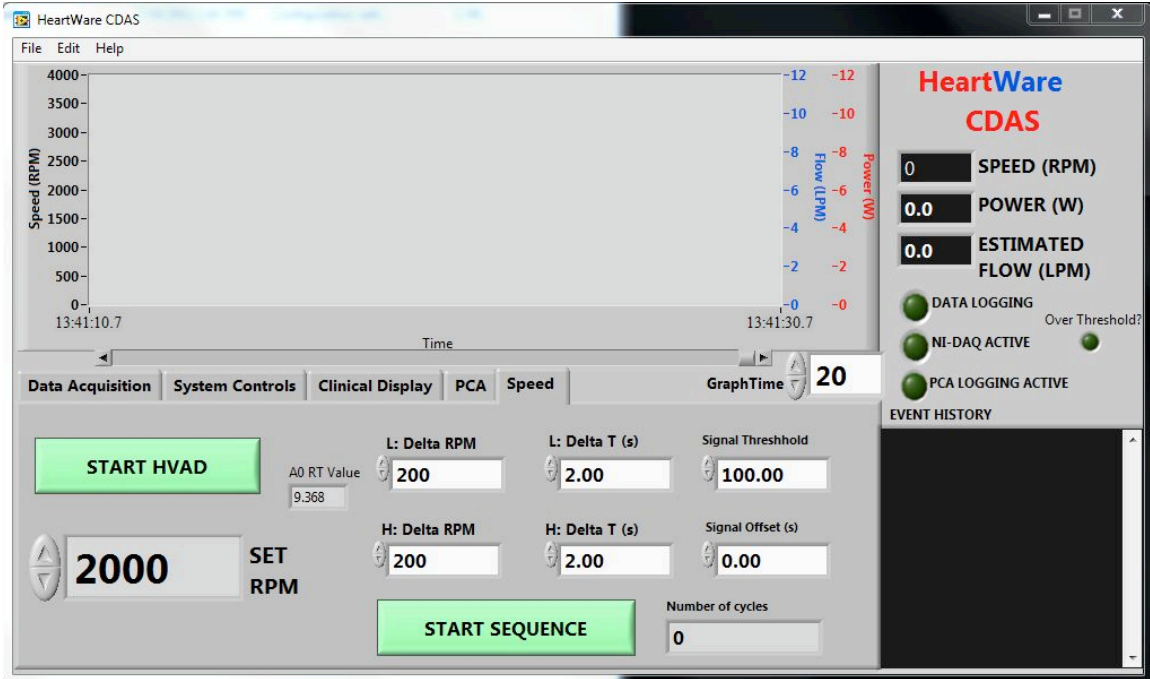 HeartWare CDAS
File Edit Help
4000
3500
3000
2500
2000
1500
1000
500
0
Speed (RPM)
12
10
8
6
4
2
0
Flow (LPM)
12
10
8
6
4
2
0
Power (W)
13:41:10.7
13:41:30.7
Time
HeartWare
CDAS
0 SPEED (RPM)
0.0 POWER (W)
0.0 ESTIMATED
FLOW (LPM)
DATA LOGGING
Over Threshold?
NI-DAQ ACTIVE
PCA LOGGING ACTIVE
EVENT HISTORY
GraphTime 20
Data Acquisition System Controls Clinical Display PCA Speed
START HVAD
A0 RT Value
9.368
L: Delta RPM
200
L: Delta T (s)
2.00
Signal Threshhold
100.00
2000 SET
RPM
H: Delta RPM
200
H: Delta T (s)
2.00
Signal Offset (s)
0.00
START SEQUENCE
Number of cycles
0